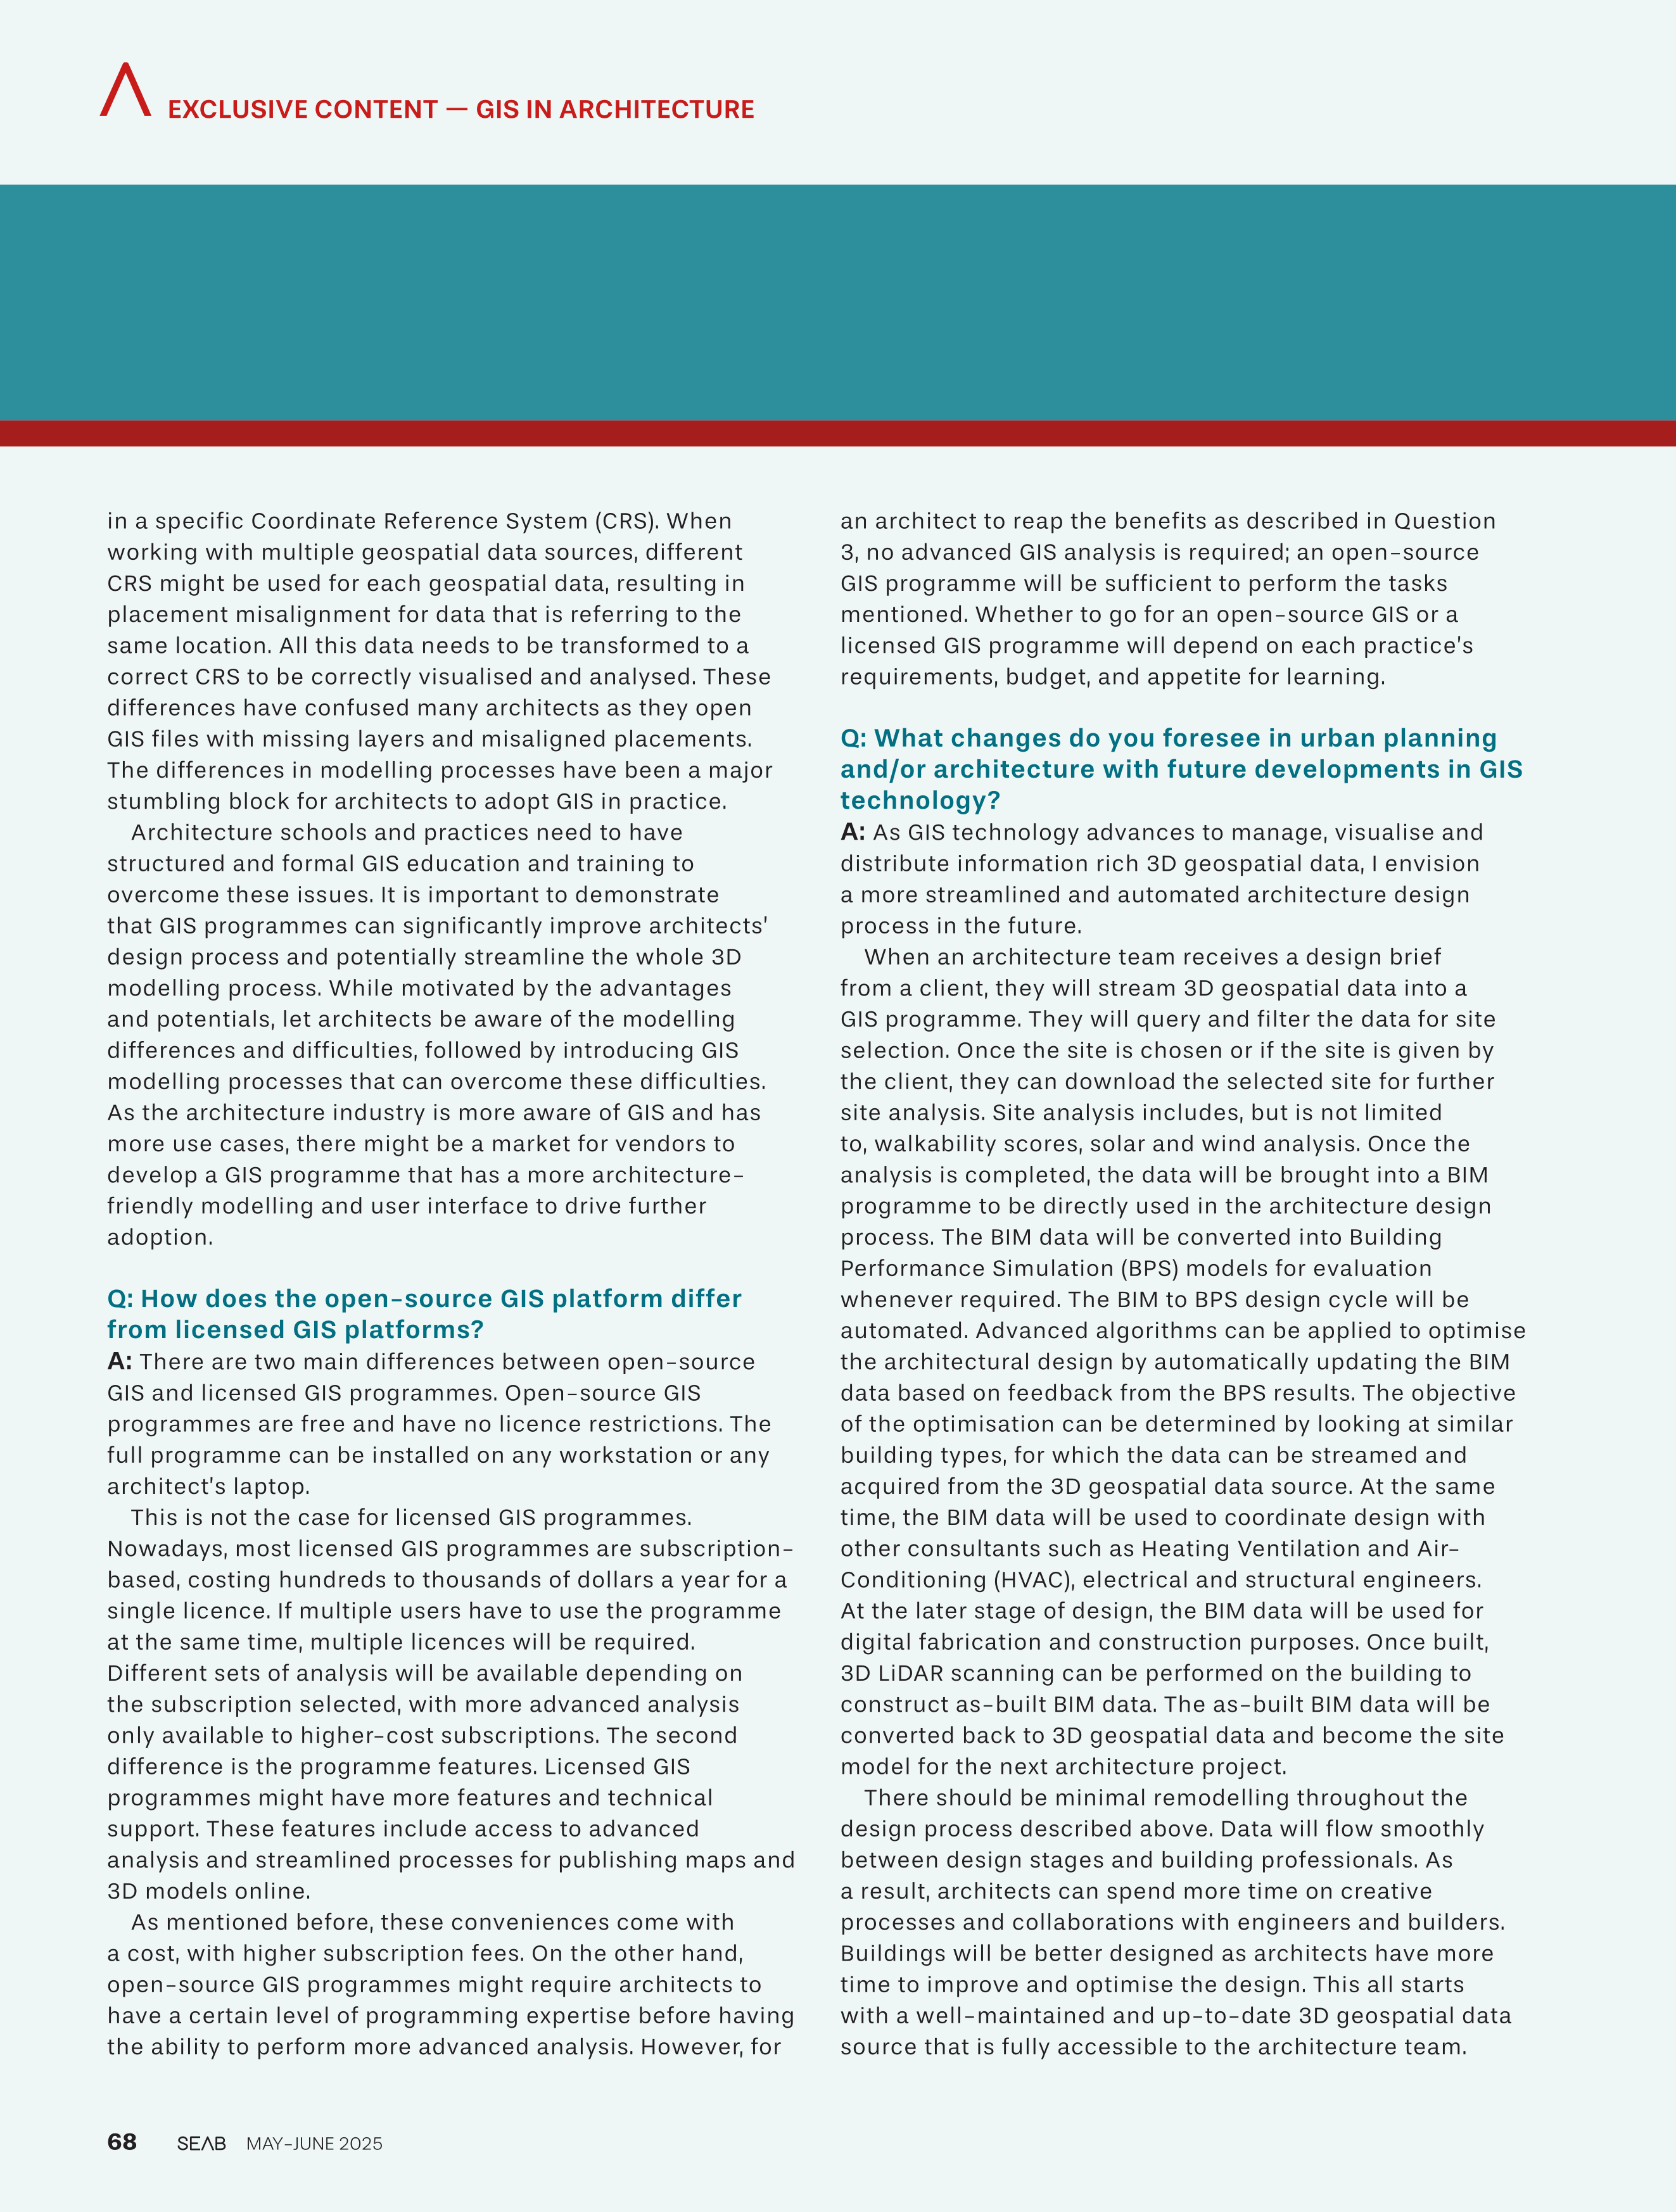 EXCLUSIVE CONTENT — GIS IN ARCHITECTURE
in a specific Coordinate Reference System (CRS). When
working with multiple geospatial data sources, different
CRS might be used for each geospatial data, resulting in
placement misalignment for data that is referring to the
same location. All this data needs to be transformed to a
correct CRS to be correctly visualised and analysed. These
differences have confused many architects as they open
GIS files with missing layers and misaligned placements.
The differences in modelling processes have been a major
stumbling block for architects to adopt GIS in practice.
Architecture schools and practices need to have
structured and formal GIS education and training to
overcome these issues. It is important to demonstrate
that GIS programmes can significantly improve architects’
design process and potentially streamline the whole 3D
modelling process. While motivated by the advantages
and potentials, let architects be aware of the modelling
differences and difficulties, followed by introducing GIS
modelling processes that can overcome these difficulties.
As the architecture industry is more aware of GIS and has
more use cases, there might be a market for vendors to
develop a GIS programme that has a more architecture-
friendly modelling and user interface to drive further
adoption.
Q: How does the open-source GIS platform differ
from licensed GIS platforms?
A: There are two main differences between open-source
GIS and licensed GIS programmes. Open-source GIS
programmes are free and have no licence restrictions. The
full programme can be installed on any workstation or any
architect’s laptop.
This is not the case for licensed GIS programmes.
Nowadays, most licensed GIS programmes are subscription-
based, costing hundreds to thousands of dollars a year for a
single licence. If multiple users have to use the programme
at the same time, multiple licences will be required.
Different sets of analysis will be available depending on
the subscription selected, with more advanced analysis
only available to higher-cost subscriptions. The second
difference is the programme features. Licensed GIS
programmes might have more features and technical
support. These features include access to advanced
analysis and streamlined processes for publishing maps and
3D models online.
As mentioned before, these conveniences come with
a cost, with higher subscription fees. On the other hand,
open-source GIS programmes might require architects to
have a certain level of programming expertise before having
the ability to perform more advanced analysis. However, for
an architect to reap the benefits as described in Question
3, no advanced GIS analysis is required; an open-source
GIS programme will be sufficient to perform the tasks
mentioned. Whether to go for an open-source GIS or a
licensed GIS programme will depend on each practice’s
requirements, budget, and appetite for learning.
Q: What changes do you foresee in urban planning
and/or architecture with future developments in GIS
technology?
A: As GIS technology advances to manage, visualise and
distribute information rich 3D geospatial data, I envision
a more streamlined and automated architecture design
process in the future.
When an architecture team receives a design brief
from a client, they will stream 3D geospatial data into a
GIS programme. They will query and filter the data for site
selection. Once the site is chosen or if the site is given by
the client, they can download the selected site for further
site analysis. Site analysis includes, but is not limited
to, walkability scores, solar and wind analysis. Once the
analysis is completed, the data will be brought into a BIM
programme to be directly used in the architecture design
process. The BIM data will be converted into Building
Performance Simulation (BPS) models for evaluation
whenever required. The BIM to BPS design cycle will be
automated. Advanced algorithms can be applied to optimise
the architectural design by automatically updating the BIM
data based on feedback from the BPS results. The objective
of the optimisation can be determined by looking at similar
building types, for which the data can be streamed and
acquired from the 3D geospatial data source. At the same
time, the BIM data will be used to coordinate design with
other consultants such as Heating Ventilation and Air-
Conditioning (HVAC), electrical and structural engineers.
At the later stage of design, the BIM data will be used for
digital fabrication and construction purposes. Once built,
3D LiDAR scanning can be performed on the building to
construct as-built BIM data. The as-built BIM data will be
converted back to 3D geospatial data and become the site
model for the next architecture project.
There should be minimal remodelling throughout the
design process described above. Data will flow smoothly
between design stages and building professionals. As
a result, architects can spend more time on creative
processes and collaborations with engineers and builders.
Buildings will be better designed as architects have more
time to improve and optimise the design. This all starts
with a well-maintained and up-to-date 3D geospatial data
source that is fully accessible to the architecture team.
68 SEAB MAY-JUNE 2025